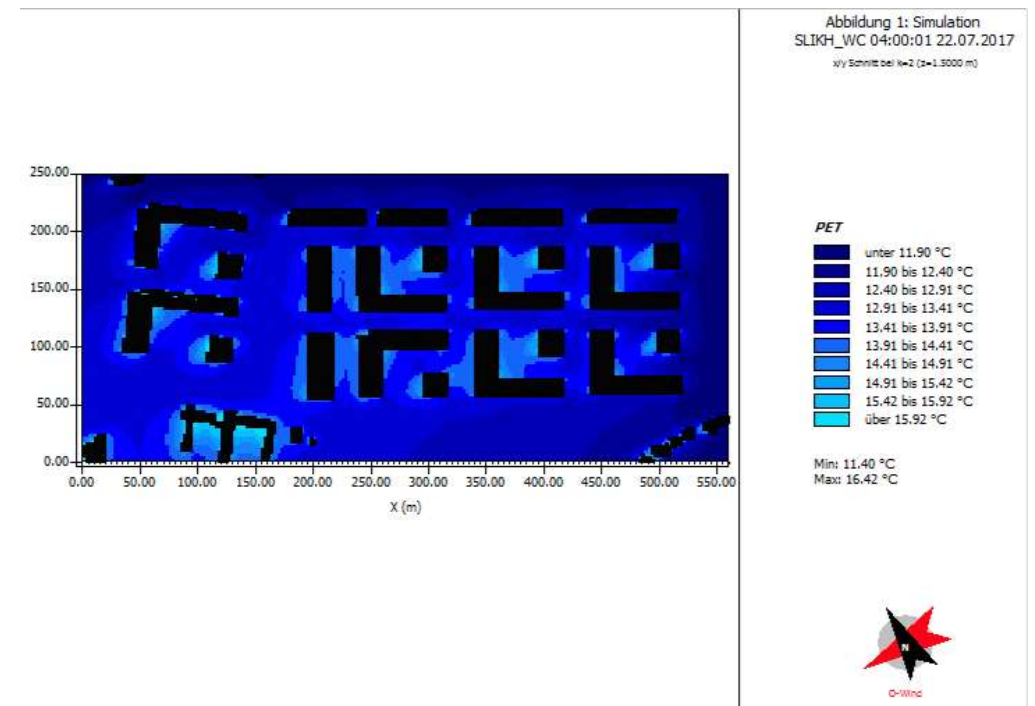 Abbildung 1: Simulation
SLIKH_WC 04:00:01 22.07.2017
x/y Schnitt bei k=2 (z=1.5000 m)
250.00
200.00
150.00
100.00
50.00
0.00
0.00 50.00 100.00 150.00 200.00 250.00 300.00 350.00 400.00 450.00 500.00 550.00
X (m)
PET
unter 11.90 °C
11.90 bis 12.40 °C
12.40 bis 12.91 °C
12.91 bis 13.41 °C
13.41 bis 13.91 °C
13.91 bis 14.41 °C
14.41 bis 14.91 °C
14.91 bis 15.42 °C
15.42 bis 15.92 °C
über 15.92 °C
Min: 11.40 °C
Max: 16.42 °C
N
O-Wind